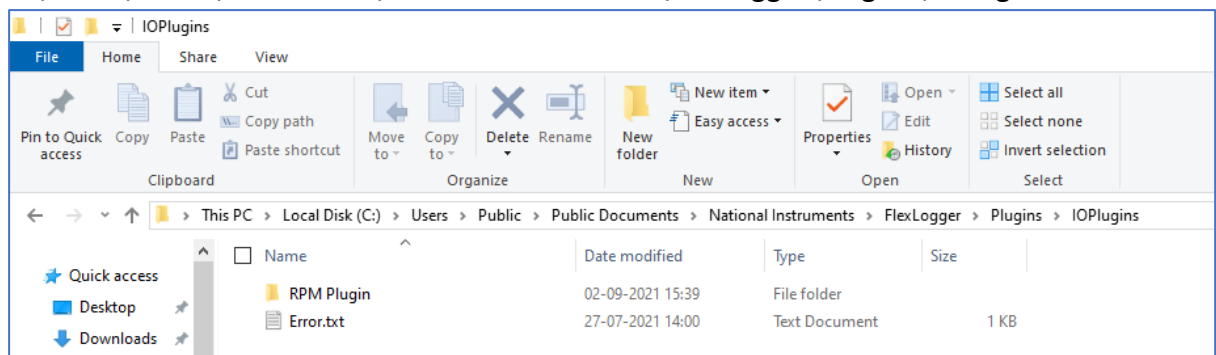 IOPlugins
File Home Share View
Pin to Quick access
Copy
Paste
Cut
Copy path
Paste shortcut
Clipboard
Move to
Copy to
Delete
Rename
Organize
New folder
New item
Easy access
New
Properties
Open
Edit
History
Open
Select all
Select none
Invert selection
Select
This PC > Local Disk (C:) > Users > Public > Public Documents > National Instruments > FlexLogger > Plugins > IOPlugins
Quick access
Desktop
Downloads
Name Date modified Type Size
RPM Plugin 02-09-2021 15:39 File folder
Error.txt 27-07-2021 14:00 Text Document 1 KB